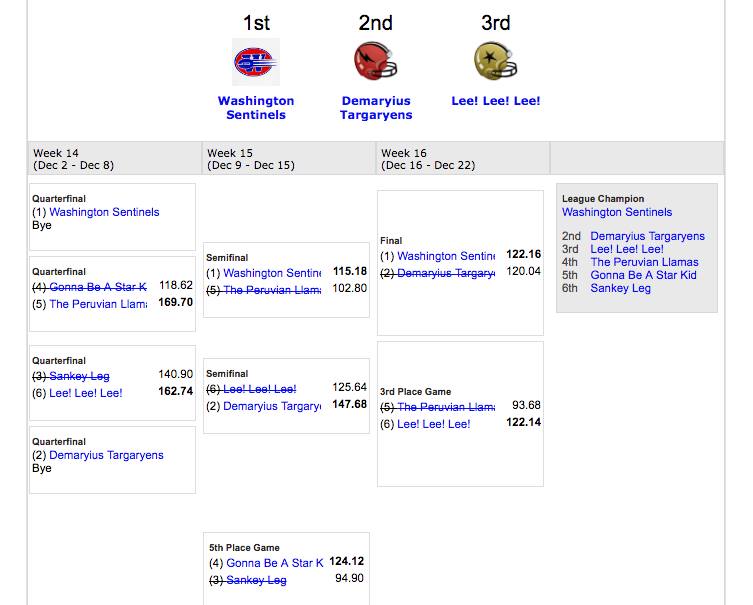 1st
2nd
3rd
Washington
Sentinels
Demaryius
Targaryens
Lee! Lee! Lee!
Week 14
(Dec 2 - Dec 8)
Week 15
(Dec 9 - Dec 15)
Week 16
(Dec 16 - Dec 22)
Quarterfinal
(1) Washington Sentinels
Bye
Quarterfinal
(4) Gonna Be A Star K 118.62
(5) The Peruvian Llama 169.70
Quarterfinal
(3) Sankey Leg 140.90
(6) Lee! Lee! Lee! 162.74
Quarterfinal
(2) Demaryius Targaryens
Bye
Semifinal
(1) Washington Sentine 115.18
(5) The Peruvian Llama 102.80
Semifinal
(6) Lee! Lee! Lee! 125.64
(2) Demaryius Targary 147.68
5th Place Game
(4) Gonna Be A Star K 124.12
(3) Sankey Leg 94.90
Final
(1) Washington Sentine 122.16
(2) Demaryius Targary 120.04
3rd Place Game
(5) The Peruvian Llama 93.68
(6) Lee! Lee! Lee! 122.14
League Champion
Washington Sentinels
2nd Demaryius Targaryens
3rd Lee! Lee! Lee!
4th The Peruvian Llamas
5th Gonna Be A Star Kid
6th Sankey Leg